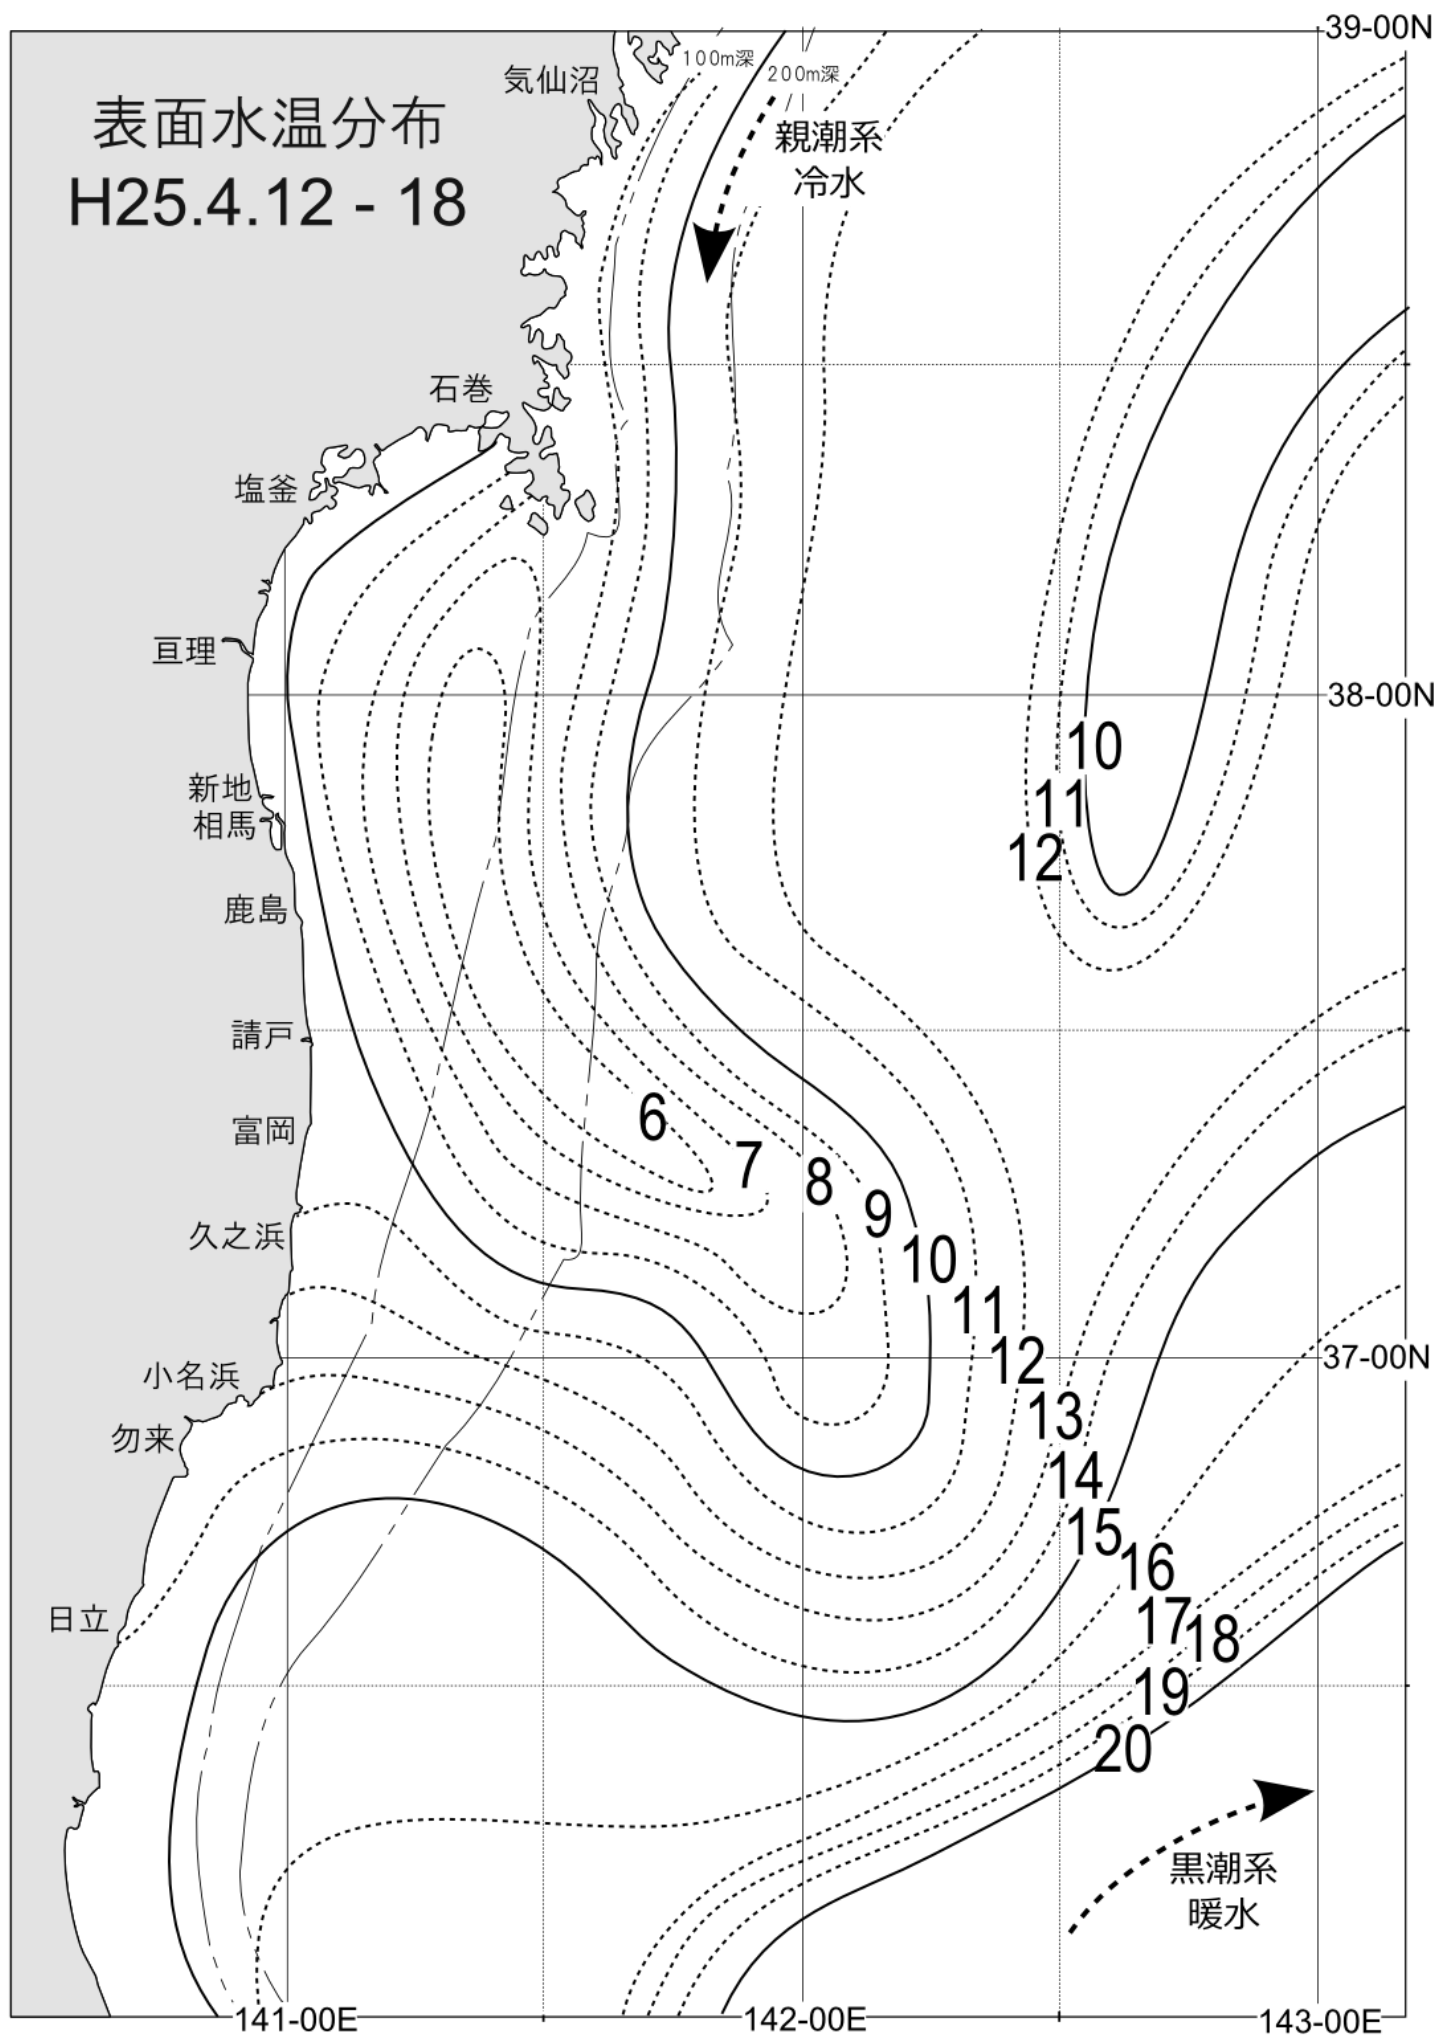 39-00N
100m深
200m深
気仙沼
表面水温分布
H25.4.12 - 18
親潮系
冷水
石巻
塩釜
亘理
38-00N
10
新地
11
相馬
12
鹿島
請戸
富岡
6
7
8
9
久之浜
10
11
12
37-00N
小名浜
13
勿来
14
15
16
日立
17
18
19
20
黒潮系
暖水
141-00E
142-00E
143-00E